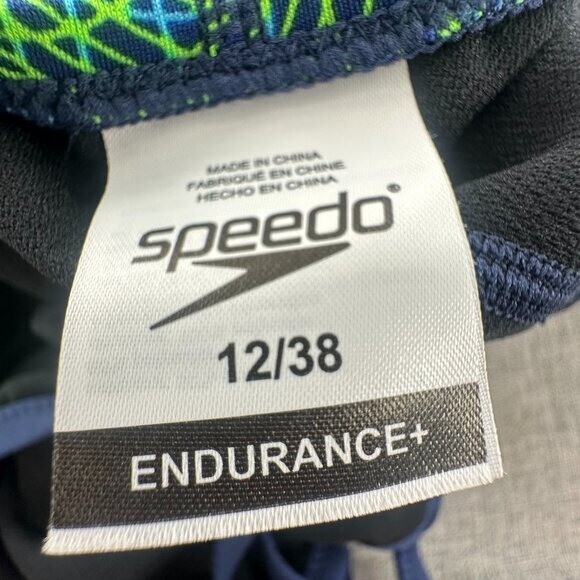 MADE IN CHINA
FABRIQUÉ EN CHINE
HECHO EN CHINA
speedo®
12/38
ENDURANCE+